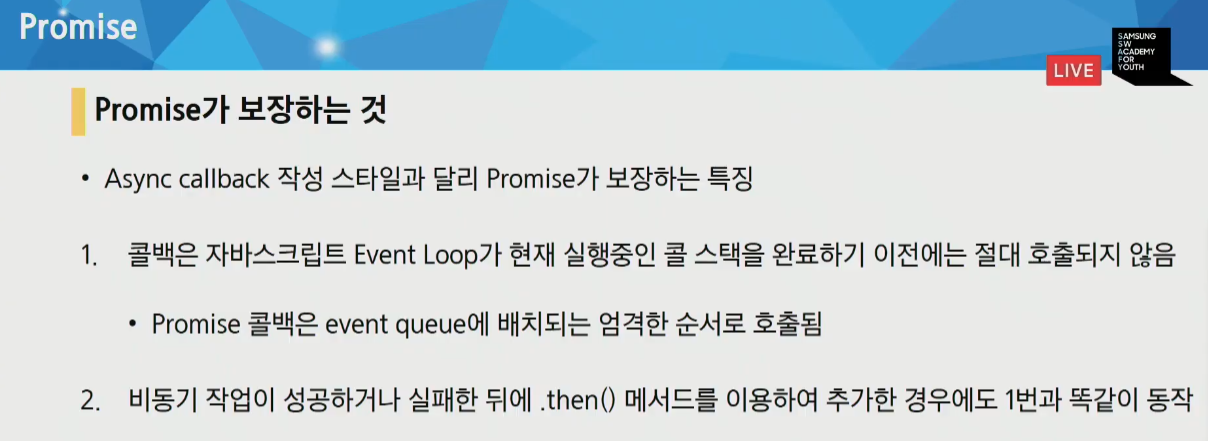 Promise
LIVE
SAMSUNG
SW
ACADEMY
FOR
YOUTH
Promise가 보장하는 것
• Async callback 작성 스타일과 달리 Promise가 보장하는 특징
1. 콜백은 자바스크립트 Event Loop가 현재 실행중인 콜 스택을 완료하기 이전에는 절대 호출되지 않음
• Promise 콜백은 event queue에 배치되는 엄격한 순서로 호출됨
2. 비동기 작업이 성공하거나 실패한 뒤에 .then() 메서드를 이용하여 추가한 경우에도 1번과 똑같이 동작